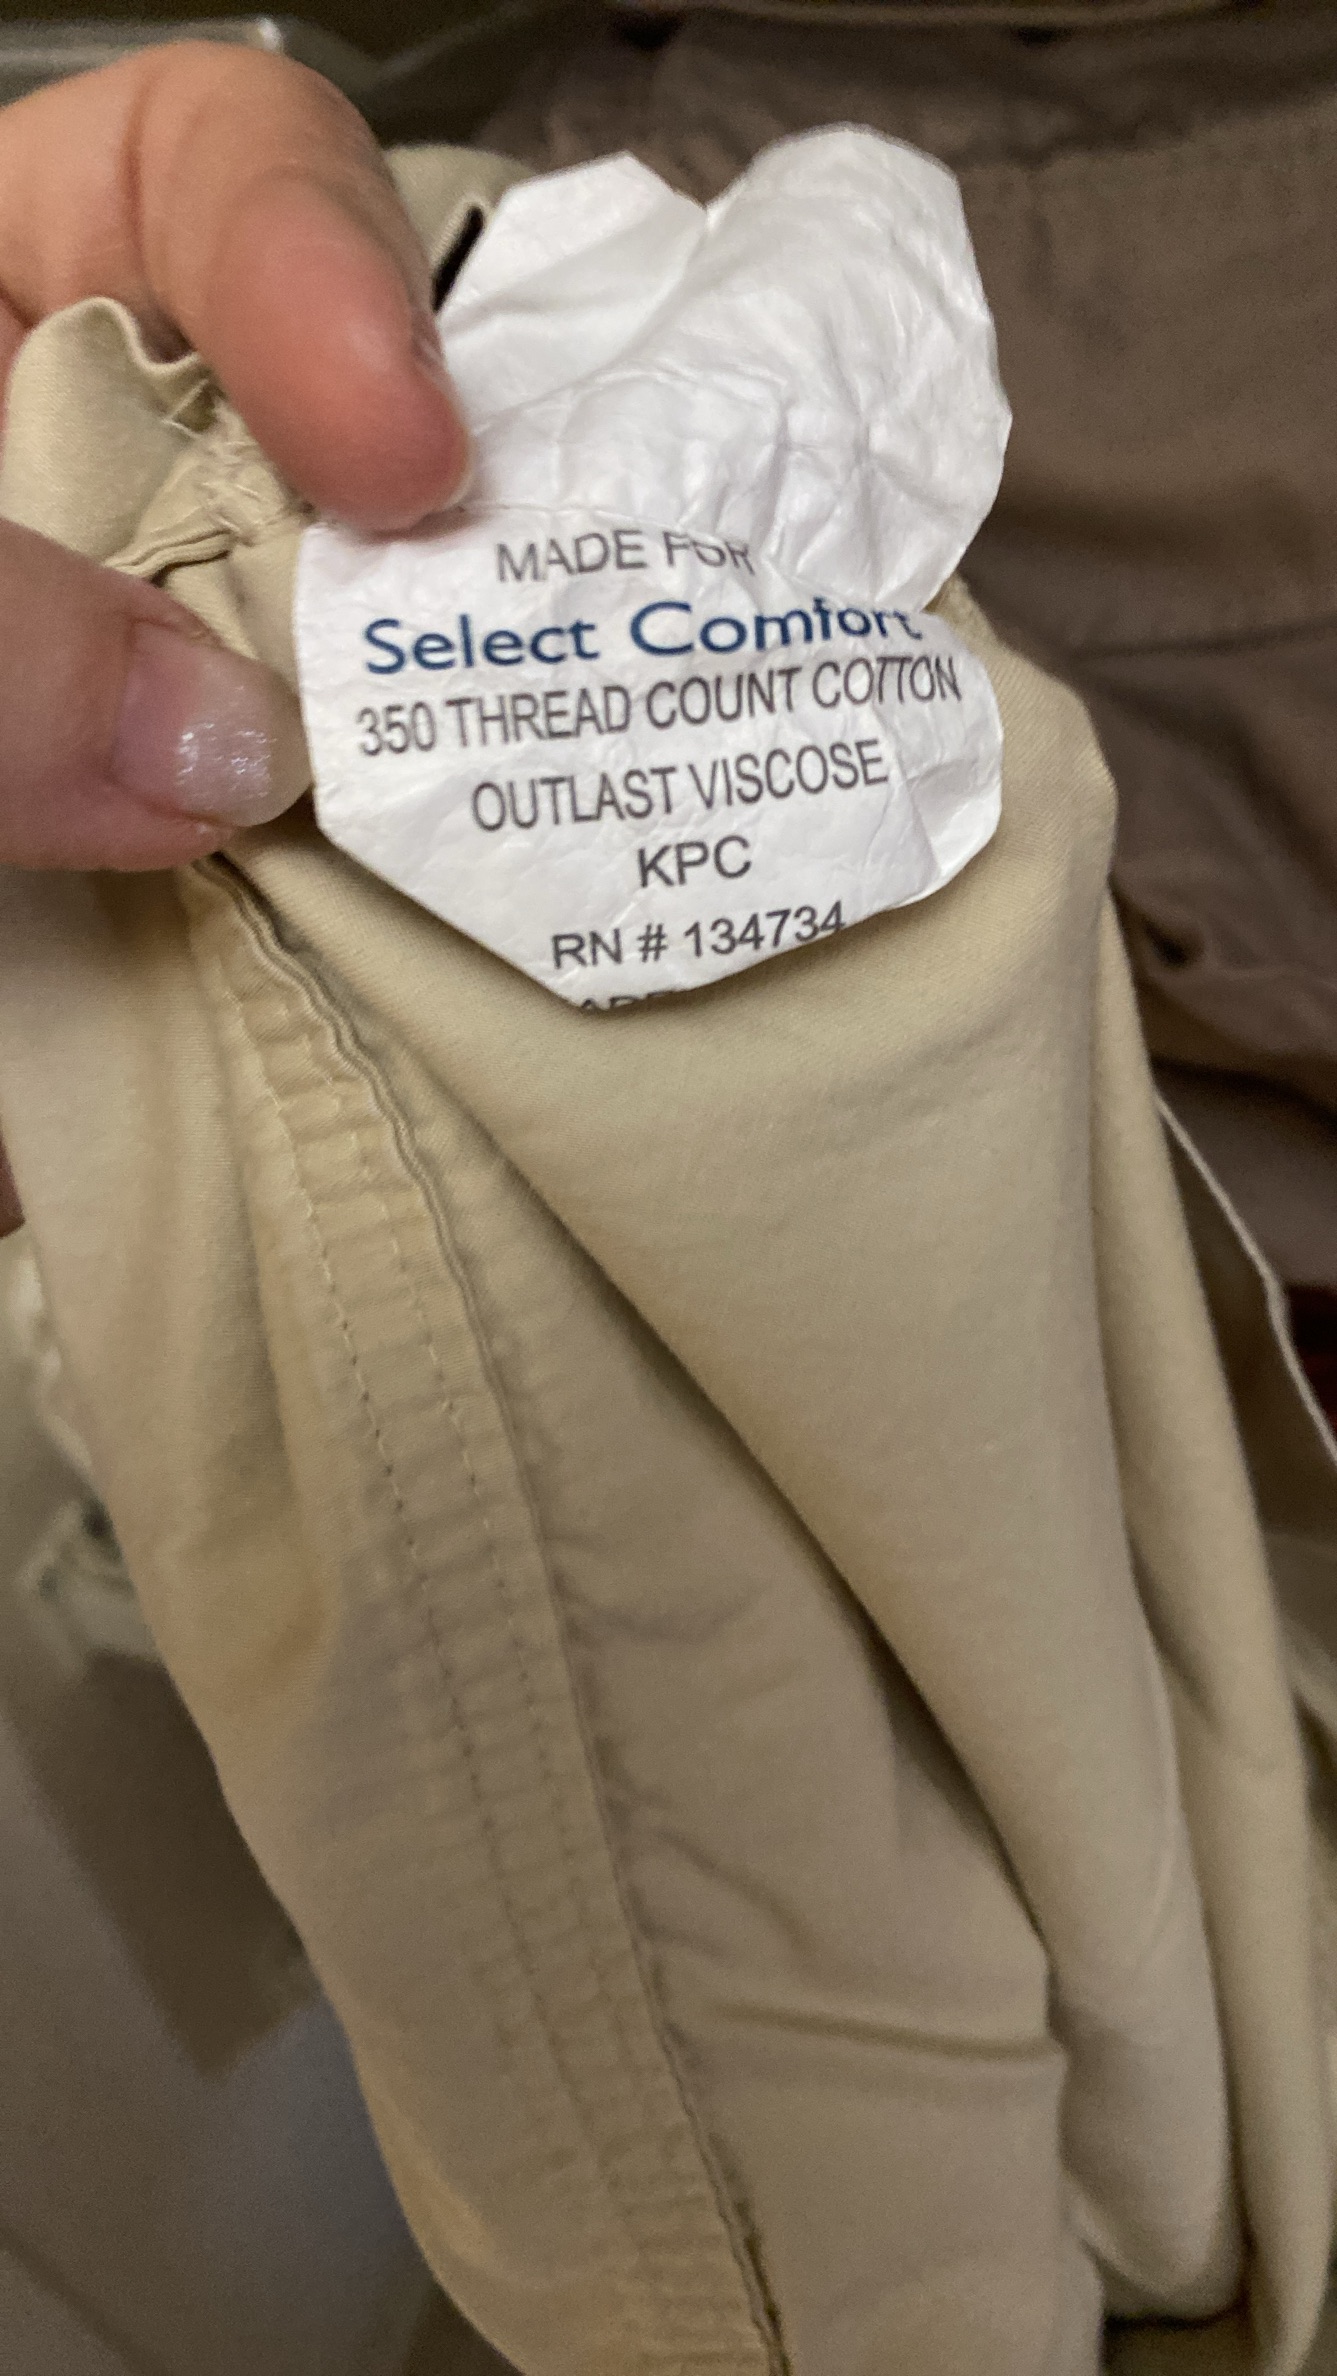 MADE FOR
Select Comfort
350 THREAD COUNT COTTON
OUTLAST VISCOSE
KPC
RN # 134734